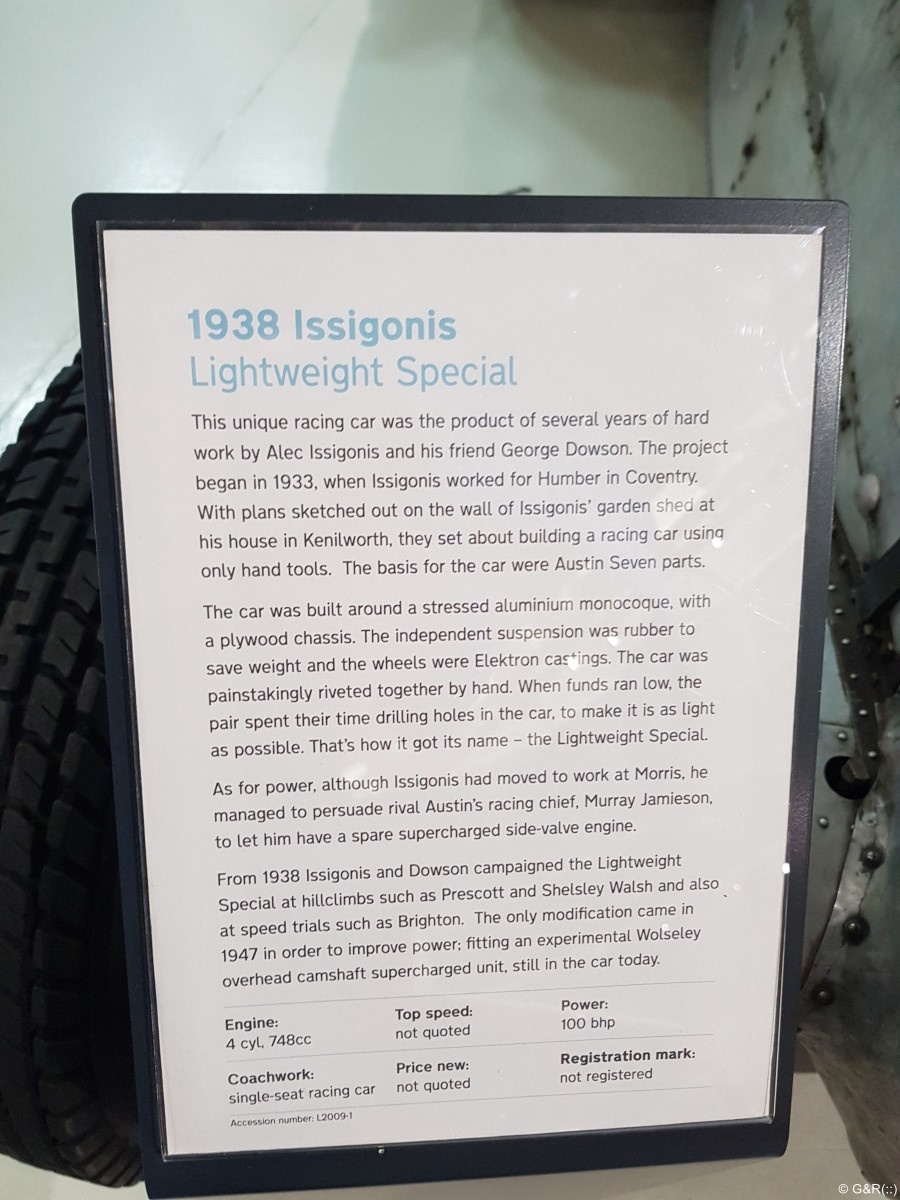 1938 Issigonis
Lightweight Special
This unique racing car was the product of several years of hard
work by Alec Issigonis and his friend George Dowson. The project
began in 1933, when Issigonis worked for Humber in Coventry.
With plans sketched out on the wall of Issigonis' garden shed at
his house in Kenilworth, they set about building a racing car using
only hand tools. The basis for the car were Austin Seven parts.
The car was built around a stressed aluminium monocoque, with
a plywood chassis. The independent suspension was rubber to
save weight and the wheels were Elektron castings. The car was
painstakingly riveted together by hand. When funds ran low, the
pair spent their time drilling holes in the car, to make it is as light
as possible. That's how it got its name – the Lightweight Special.
As for power, although Issigonis had moved to work at Morris, he
managed to persuade rival Austin's racing chief, Murray Jamieson,
to let him have a spare supercharged side-valve engine.
From 1938 Issigonis and Dowson campaigned the Lightweight
Special at hillclimbs such as Prescott and Shelsley Walsh and also
at speed trials such as Brighton. The only modification came in
1947 in order to improve power; fitting an experimental Wolseley
overhead camshaft supercharged unit, still in the car today.
Engine: Top speed: Power:
4 cyl, 748cc not quoted 100 bhp
Coachwork: Price new: Registration mark:
single-seat racing car not quoted not registered
Accession number: L2009-1
© G&R(::)